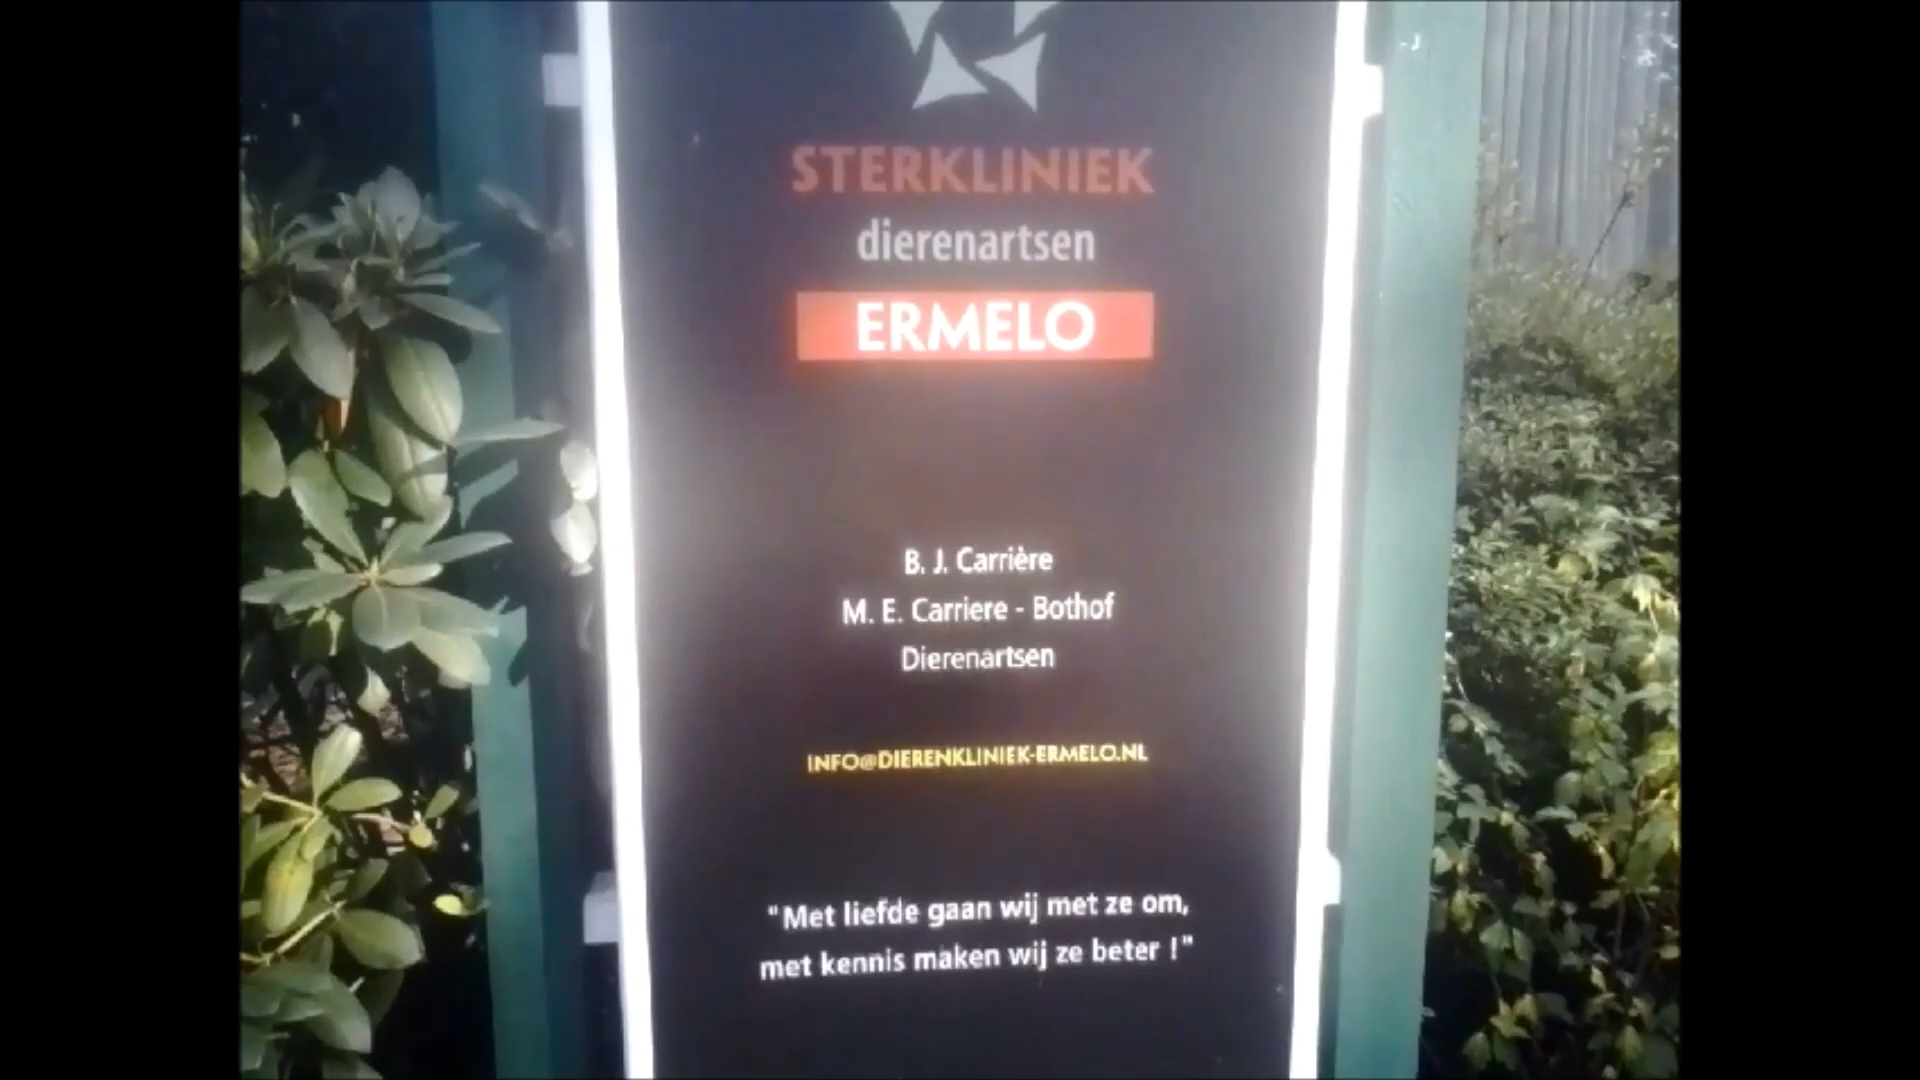 STERKLINIEK
dierenartsen
ERMELO
B. J. Carrière
M. E. Carriere - Bothof
Dierenartsen
INFO@DIERENKLINIEK-ERMELO.NL
"Met liefde gaan wij met ze om,
met kennis maken wij ze beter !"